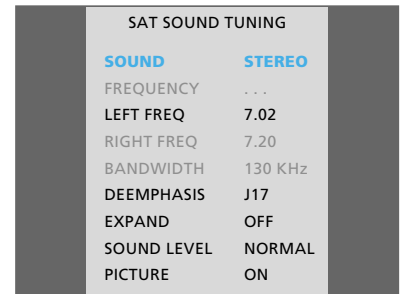 SAT SOUND TUNING
SOUND STEREO
FREQUENCY . . .
LEFT FREQ 7.02
RIGHT FREQ 7.20
BANDWIDTH 130 KHz
DEEMPHASIS J17
EXPAND OFF
SOUND LEVEL NORMAL
PICTURE ON